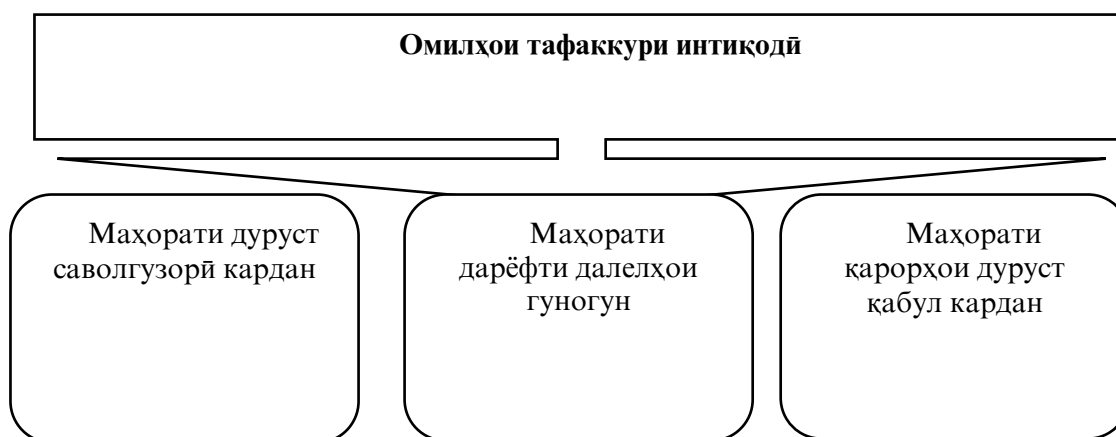 Омилҳои тафаккури интиқодӣ
Маҳорати дуруст
саволгузорӣ кардан
Маҳорати
дарёфти далелҳои
гуногун
Маҳорати
қарорҳои дуруст
қабул кардан